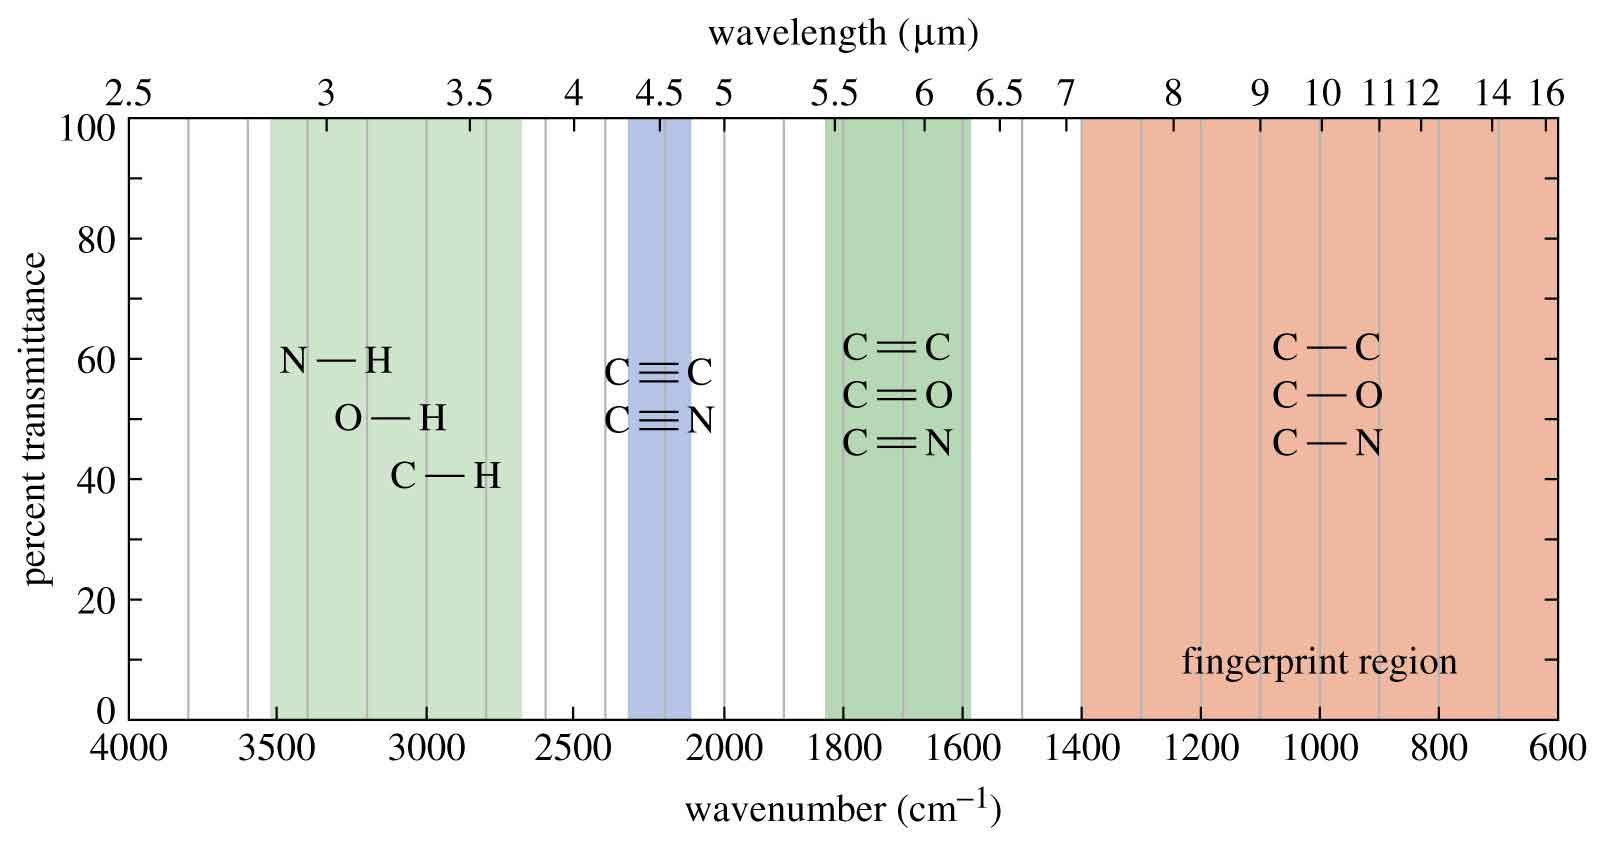 wavelength (μm)
2.5 3 3.5 4 4.5 5 5.5 6 6.5 7 8 9 10 11 12 14 16
percent transmittance
100
80
60
40
20
0
N—H
O—H
C—H
C≡C
C≡N
C=C
C=O
C=N
C—C
C—O
C—N
fingerprint region
4000 3500 3000 2500 2000 1800 1600 1400 1200 1000 800 600
wavenumber (cm⁻¹)